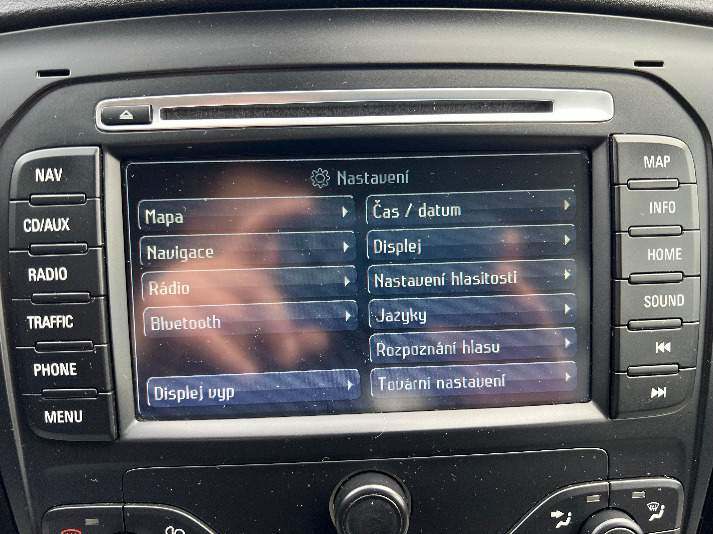 NAV
CD/AUX
RADIO
TRAFFIC
PHONE
MENU
Nastavení
Mapa
Navigace
Rádio
Bluetooth
Displej vyp
Čas / datum
Displej
Nastavení hlasitosti
Jazyky
Rozpoznání hlasu
Tovární nastavení
MAP
INFO
HOME
SOUND